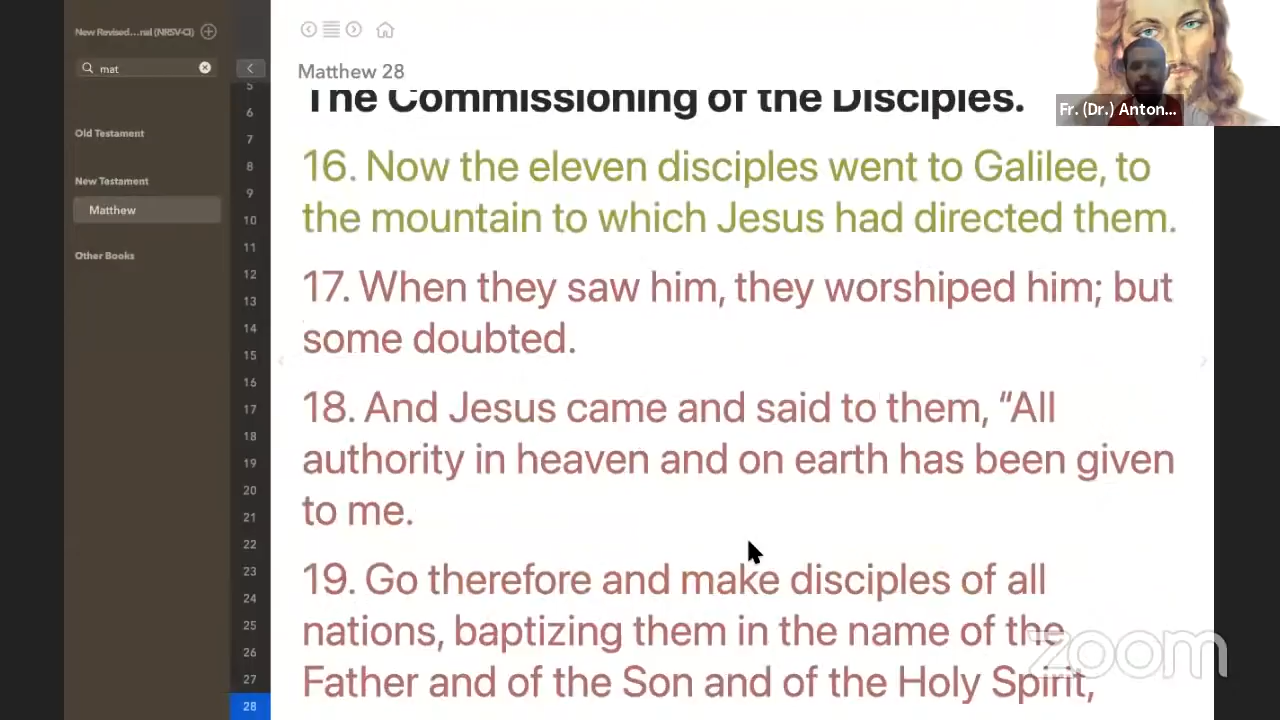 New Revised...nal (NRSV-CI)
mat
Matthew 28
Fr. (Dr.) Anton...
Old Testament
New Testament
Matthew
Other Books
5
6
7
8
9
10
11
12
13
14
15
16
17
18
19
20
21
22
23
24
25
26
27
28
The Commissioning of the Disciples.
16. Now the eleven disciples went to Galilee, to
the mountain to which Jesus had directed them.
17. When they saw him, they worshiped him; but
some doubted.
18. And Jesus came and said to them, “All
authority in heaven and on earth has been given
to me.
19. Go therefore and make disciples of all
nations, baptizing them in the name of the
Father and of the Son and of the Holy Spirit,
zoom